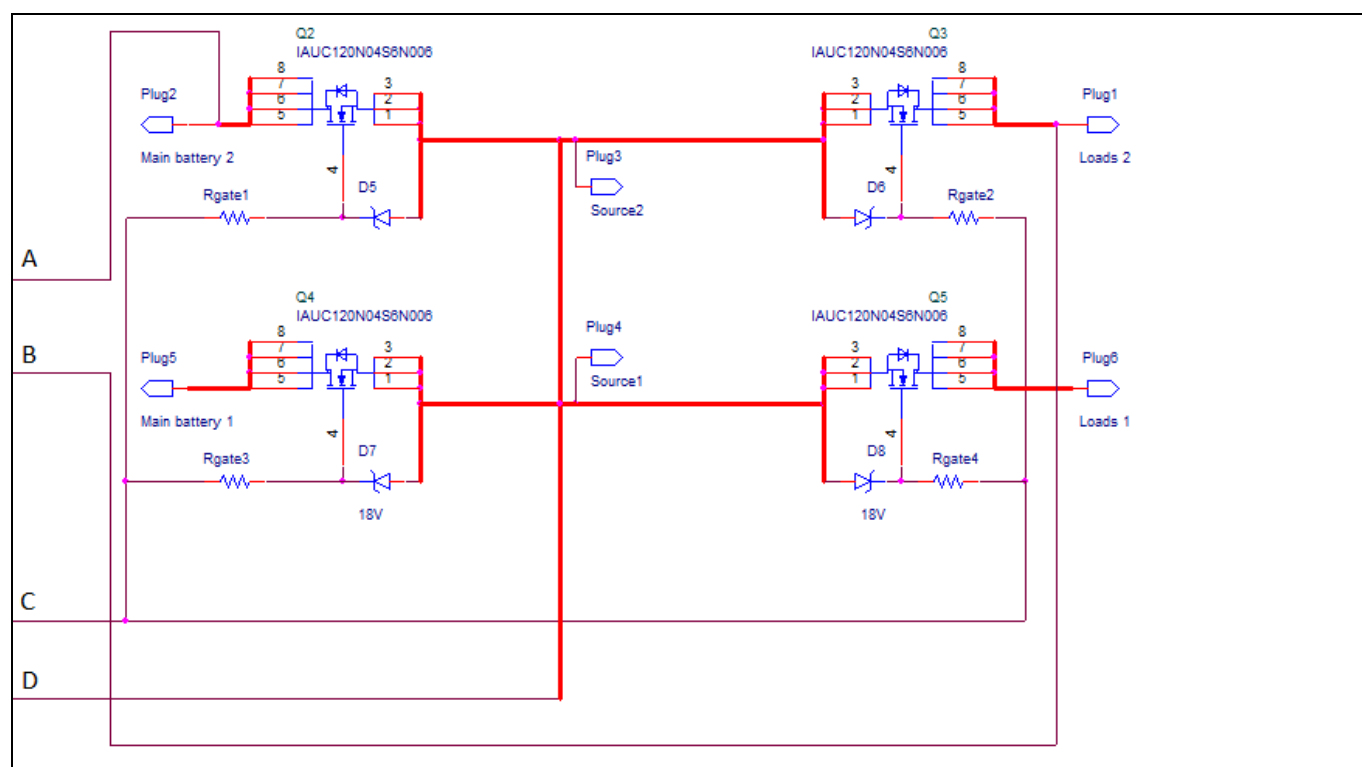 Q2
IAUC120N04S6N006
Q3
IAUC120N04S6N006
8
7
6
5
3
2
1
3
2
1
8
7
6
5
Plug2
Main battery 2
Plug1
Loads 2
Plug3
Source2
4
4
Rgate1
D5
D6
Rgate2
A
Q4
IAUC120N04S6N006
Q5
IAUC120N04S6N006
8
7
6
5
3
2
1
3
2
1
8
7
6
5
B
Plug5
Main battery 1
Plug4
Source1
Plug6
Loads 1
4
4
Rgate3
D7
18V
D8
18V
Rgate4
C
D